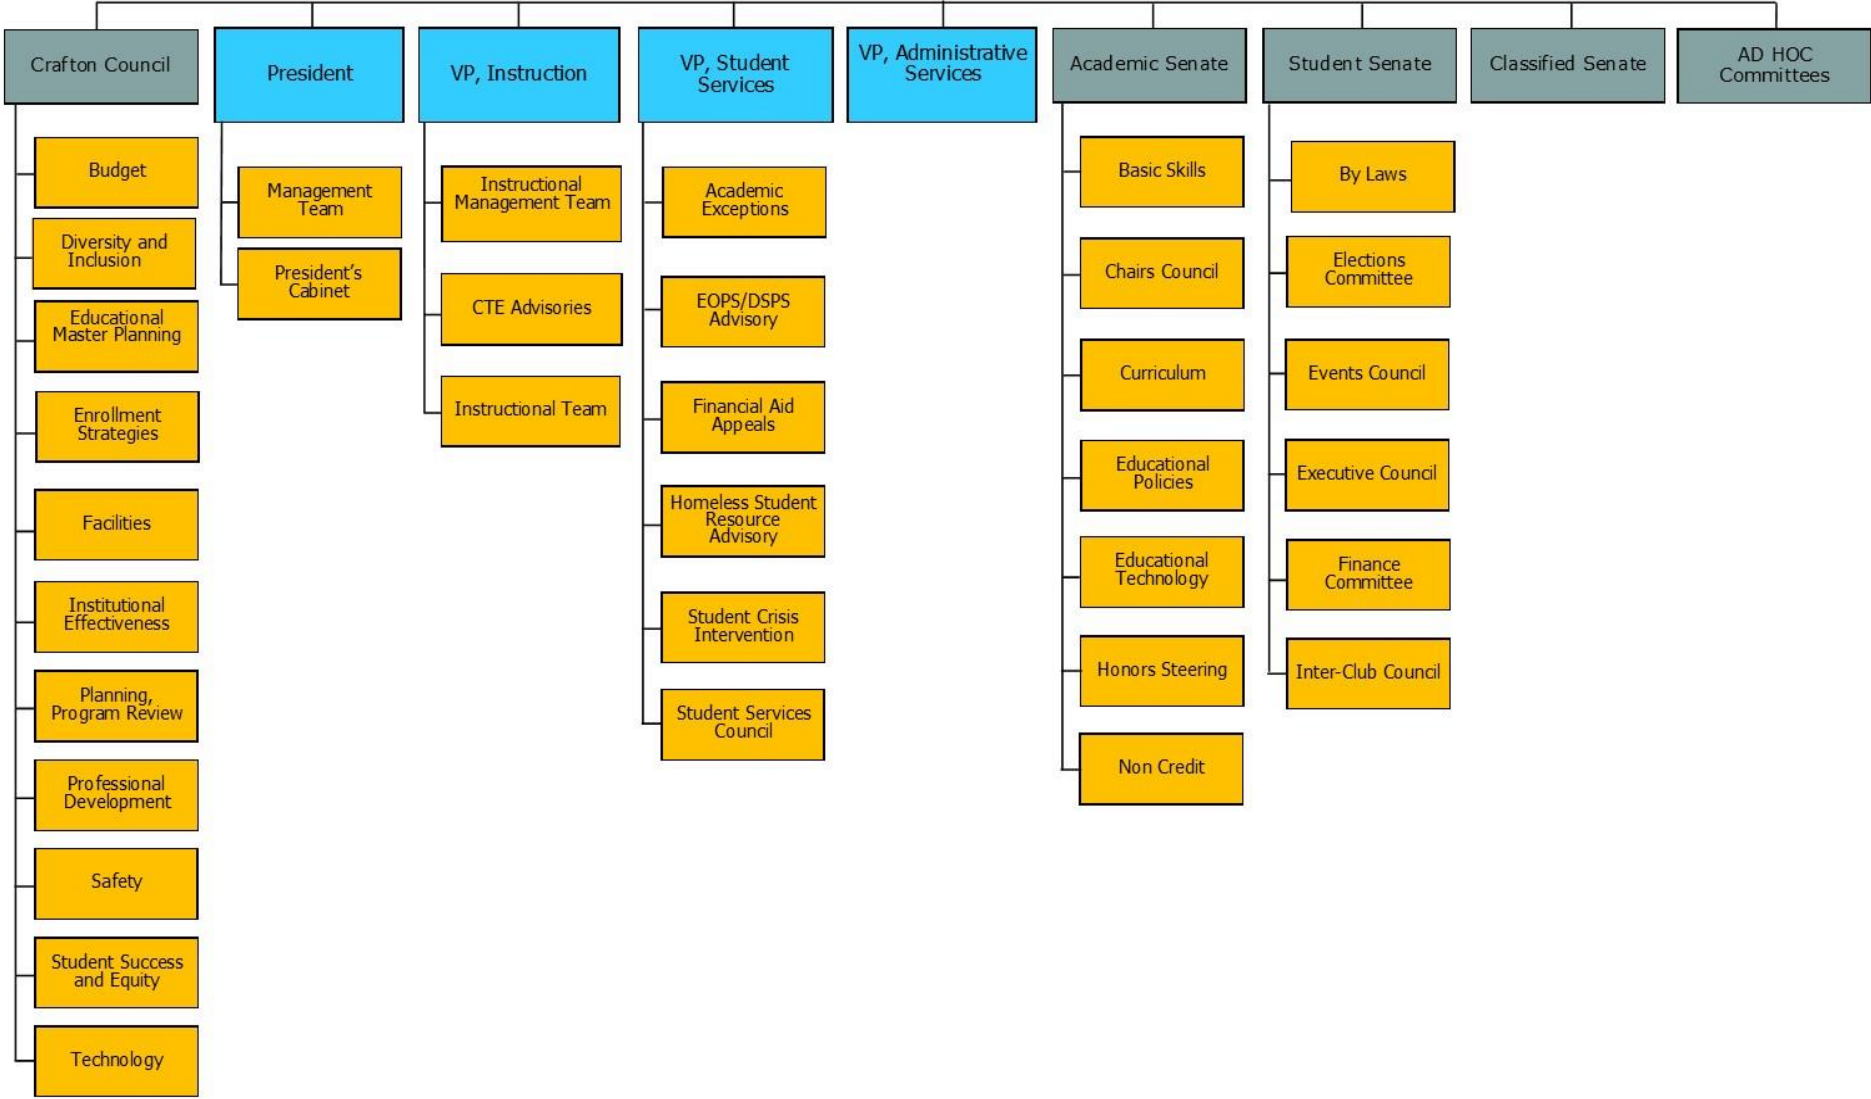 Crafton Council
Budget
Diversity and
Inclusion
Educational
Master Planning
Enrollment
Strategies
Facilities
Institutional
Effectiveness
Planning,
Program Review
Professional
Development
Safety
Student Success
and Equity
Technology
President
Management
Team
President’s
Cabinet
VP, Instruction
Instructional
Management Team
CTE Advisories
Instructional Team
VP, Student
Services
Academic
Exceptions
EOPS/DSPS
Advisory
Financial Aid
Appeals
Homeless Student
Resource
Advisory
Student Crisis
Intervention
Student Services
Council
VP, Administrative
Services
Academic Senate
Basic Skills
Chairs Council
Curriculum
Educational
Policies
Educational
Technology
Honors Steering
Non Credit
Student Senate
By Laws
Elections
Committee
Events Council
Executive Council
Finance
Committee
Inter-Club Council
Classified Senate
AD HOC
Committees